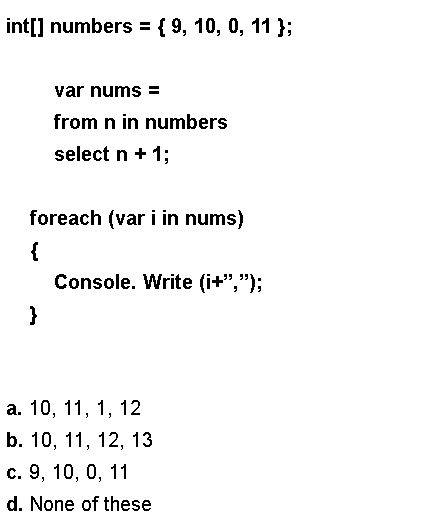 int[] numbers = { 9, 10, 0, 11 };
var nums =
from n in numbers
select n + 1;
foreach (var i in nums)
{
Console. Write (i+”,”);
}
a. 10, 11, 1, 12
b. 10, 11, 12, 13
c. 9, 10, 0, 11
d. None of these